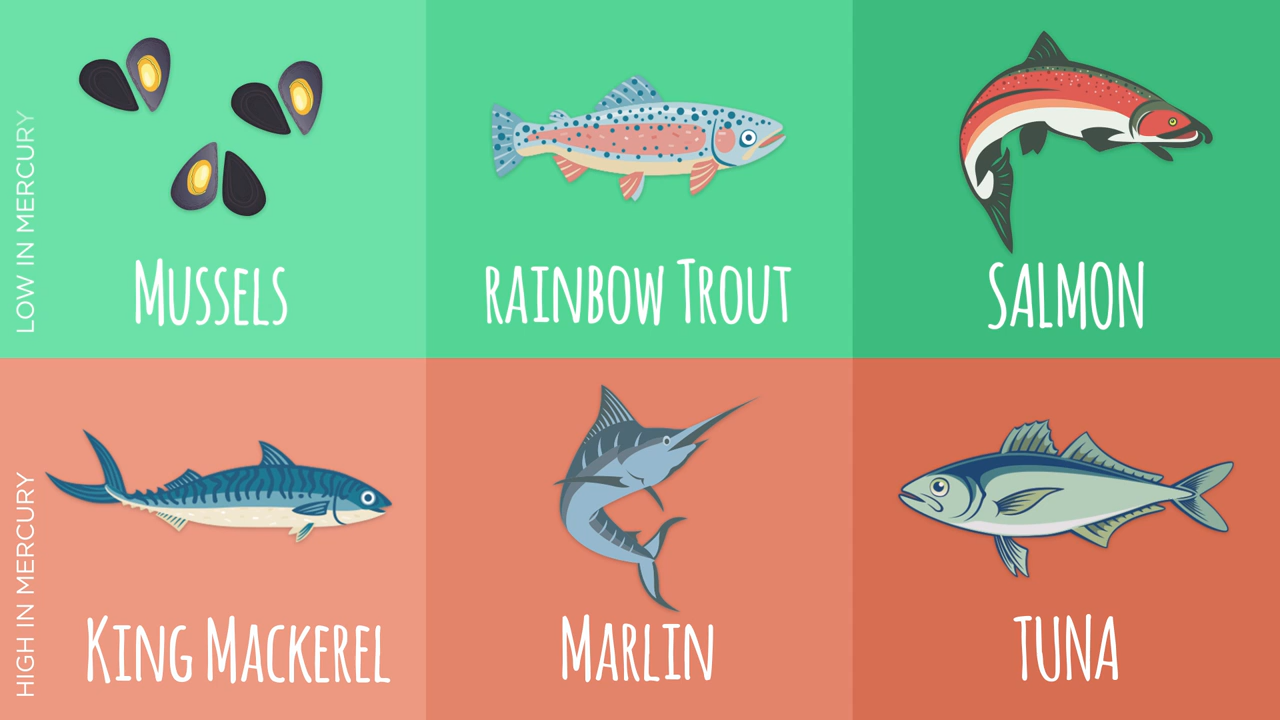 LOW IN MERCURY
MUSSELS
RAINBOW TROUT
SALMON
HIGH IN MERCURY
KING MACKEREL
MARLIN
TUNA